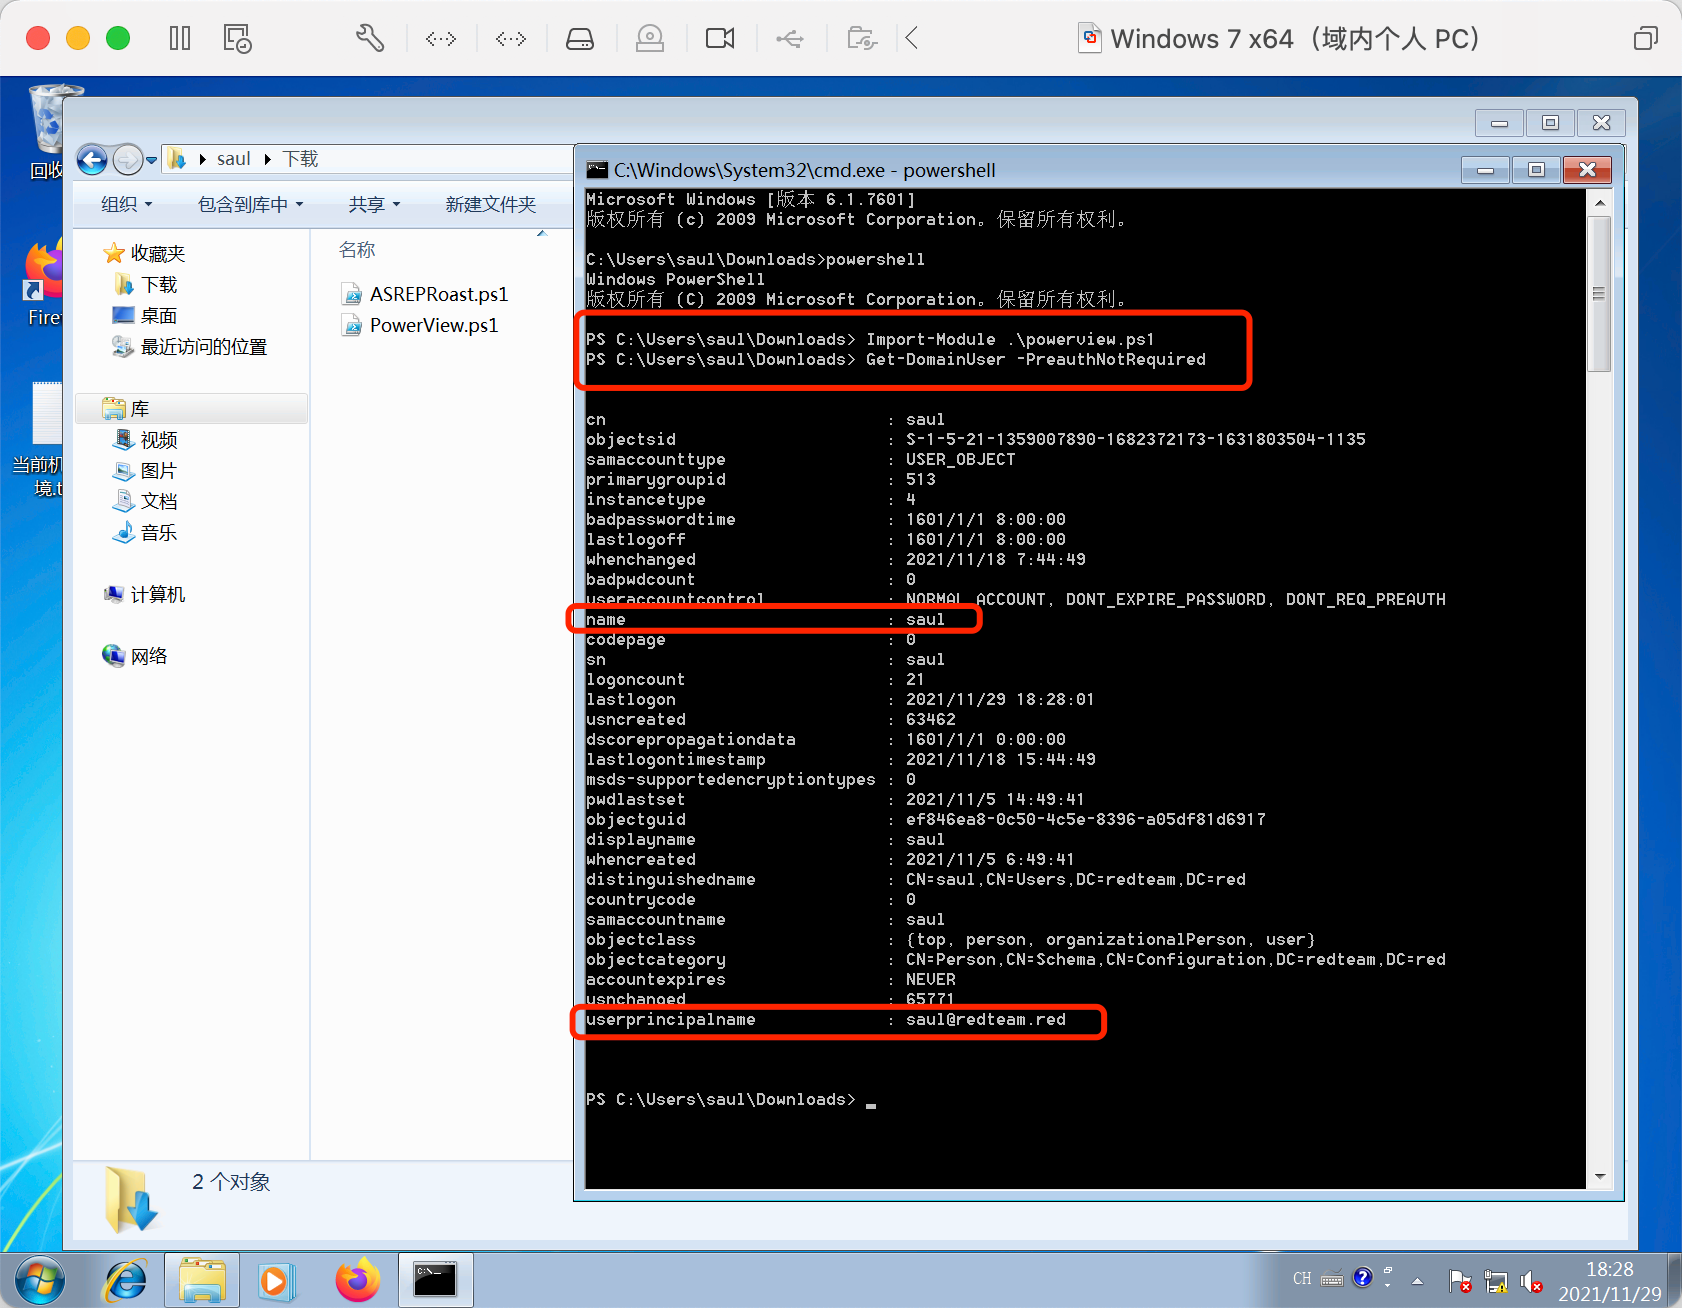 Windows 7 x64（域内个人 PC）
回收
Fire
当前机
境.t
saul
下载
组织
包含到库中
共享
新建文件夹
收藏夹
下载
桌面
最近访问的位置
库
视频
图片
文档
音乐
计算机
网络
名称
ASREPRoast.ps1
PowerView.ps1
2 个对象
C:\Windows\System32\cmd.exe - powershell
Microsoft Windows [版本 6.1.7601]
版权所有 (c) 2009 Microsoft Corporation。保留所有权利。
C:\Users\saul\Downloads>powershell
Windows PowerShell
版权所有 (C) 2009 Microsoft Corporation。保留所有权利。
PS C:\Users\saul\Downloads> Import-Module .\powerview.ps1
PS C:\Users\saul\Downloads> Get-DomainUser -PreauthNotRequired
cn : saul
objectsid : S-1-5-21-1359007890-1682372173-1631803504-1135
samaccounttype : USER_OBJECT
primarygroupid : 513
instancetype : 4
badpasswordtime : 1601/1/1 8:00:00
lastlogoff : 1601/1/1 8:00:00
whenchanged : 2021/11/18 7:44:49
badpwdcount : 0
useraccountcontrol : NORMAL_ACCOUNT, DONT_EXPIRE_PASSWORD, DONT_REQ_PREAUTH
name : saul
codepage : 0
sn : saul
logoncount : 21
lastlogon : 2021/11/29 18:28:01
usncreated : 63462
dscorepropagationdata : 1601/1/1 0:00:00
lastlogontimestamp : 2021/11/18 15:44:49
msds-supportedencryptiontypes : 0
pwdlastset : 2021/11/5 14:49:41
objectguid : ef846ea8-0c50-4c5e-8396-a05df81d6917
displayname : saul
whencreated : 2021/11/5 6:49:41
distinguishedname : CN=saul,CN=Users,DC=redteam,DC=red
countrycode : 0
samaccountname : saul
objectclass : {top, person, organizationalPerson, user}
objectcategory : CN=Person,CN=Schema,CN=Configuration,DC=redteam,DC=red
accountexpires : NEVER
usnchanged : 65771
userprincipalname : saul@redteam.red
PS C:\Users\saul\Downloads> _
CH
18:28
2021/11/29